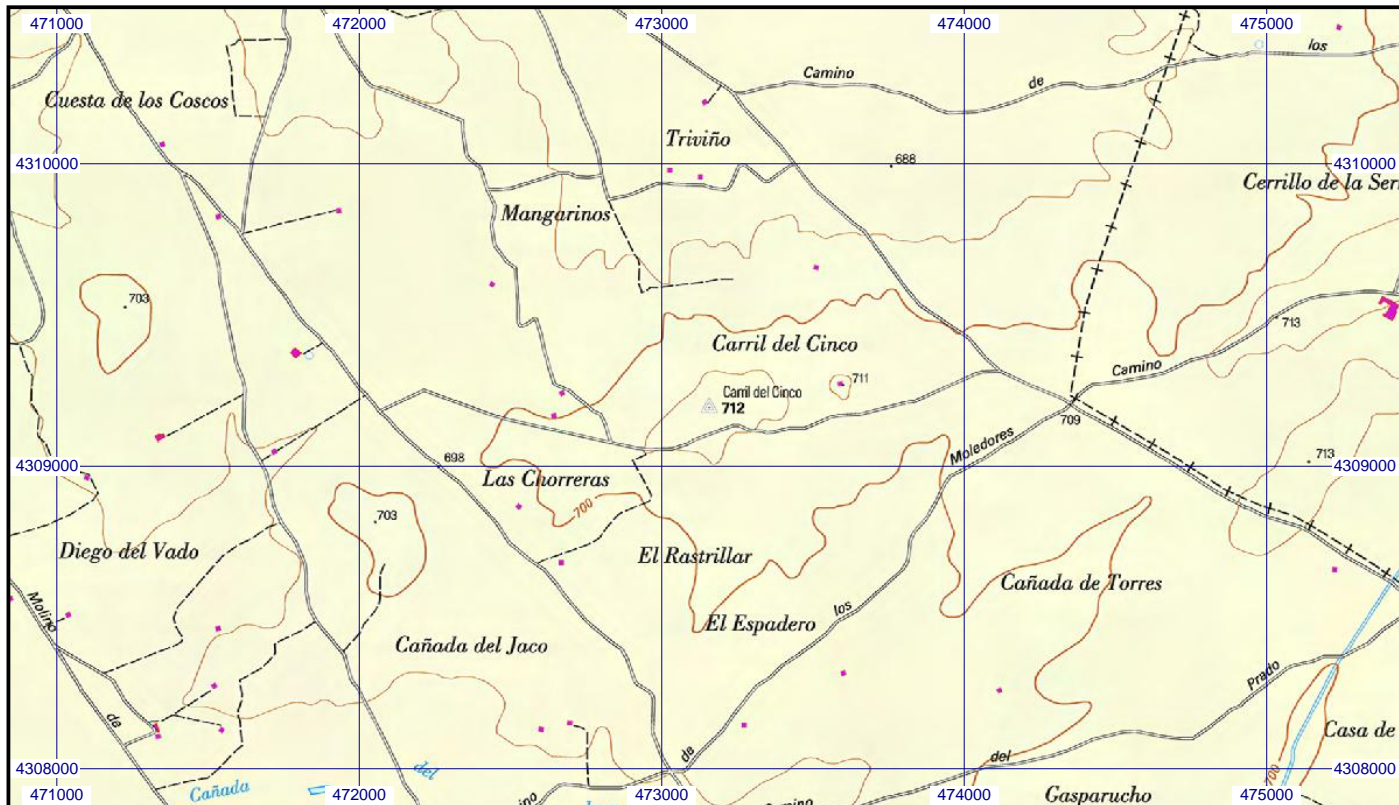 471000 472000 473000 474000 475000
Camino de los
Cuesta de los Coscos
Triviño
4310000 688 4310000
Cerrillo de la Ser
Mangarinos
703
713
Carril del Cinco
Camino
Carril del Cinco
711
712
709
Moledores
698
713
4309000 4309000
Las Chorreras
700
703
Diego del Vado
El Rastrillar
Cañada de Torres
Molino
los
El Espadero
Cañada del Jaco
Prado
de
Casa de
de
del
4308000 del 4308000
700
Cañada
Gasparucho
471000 472000 473000 474000 475000